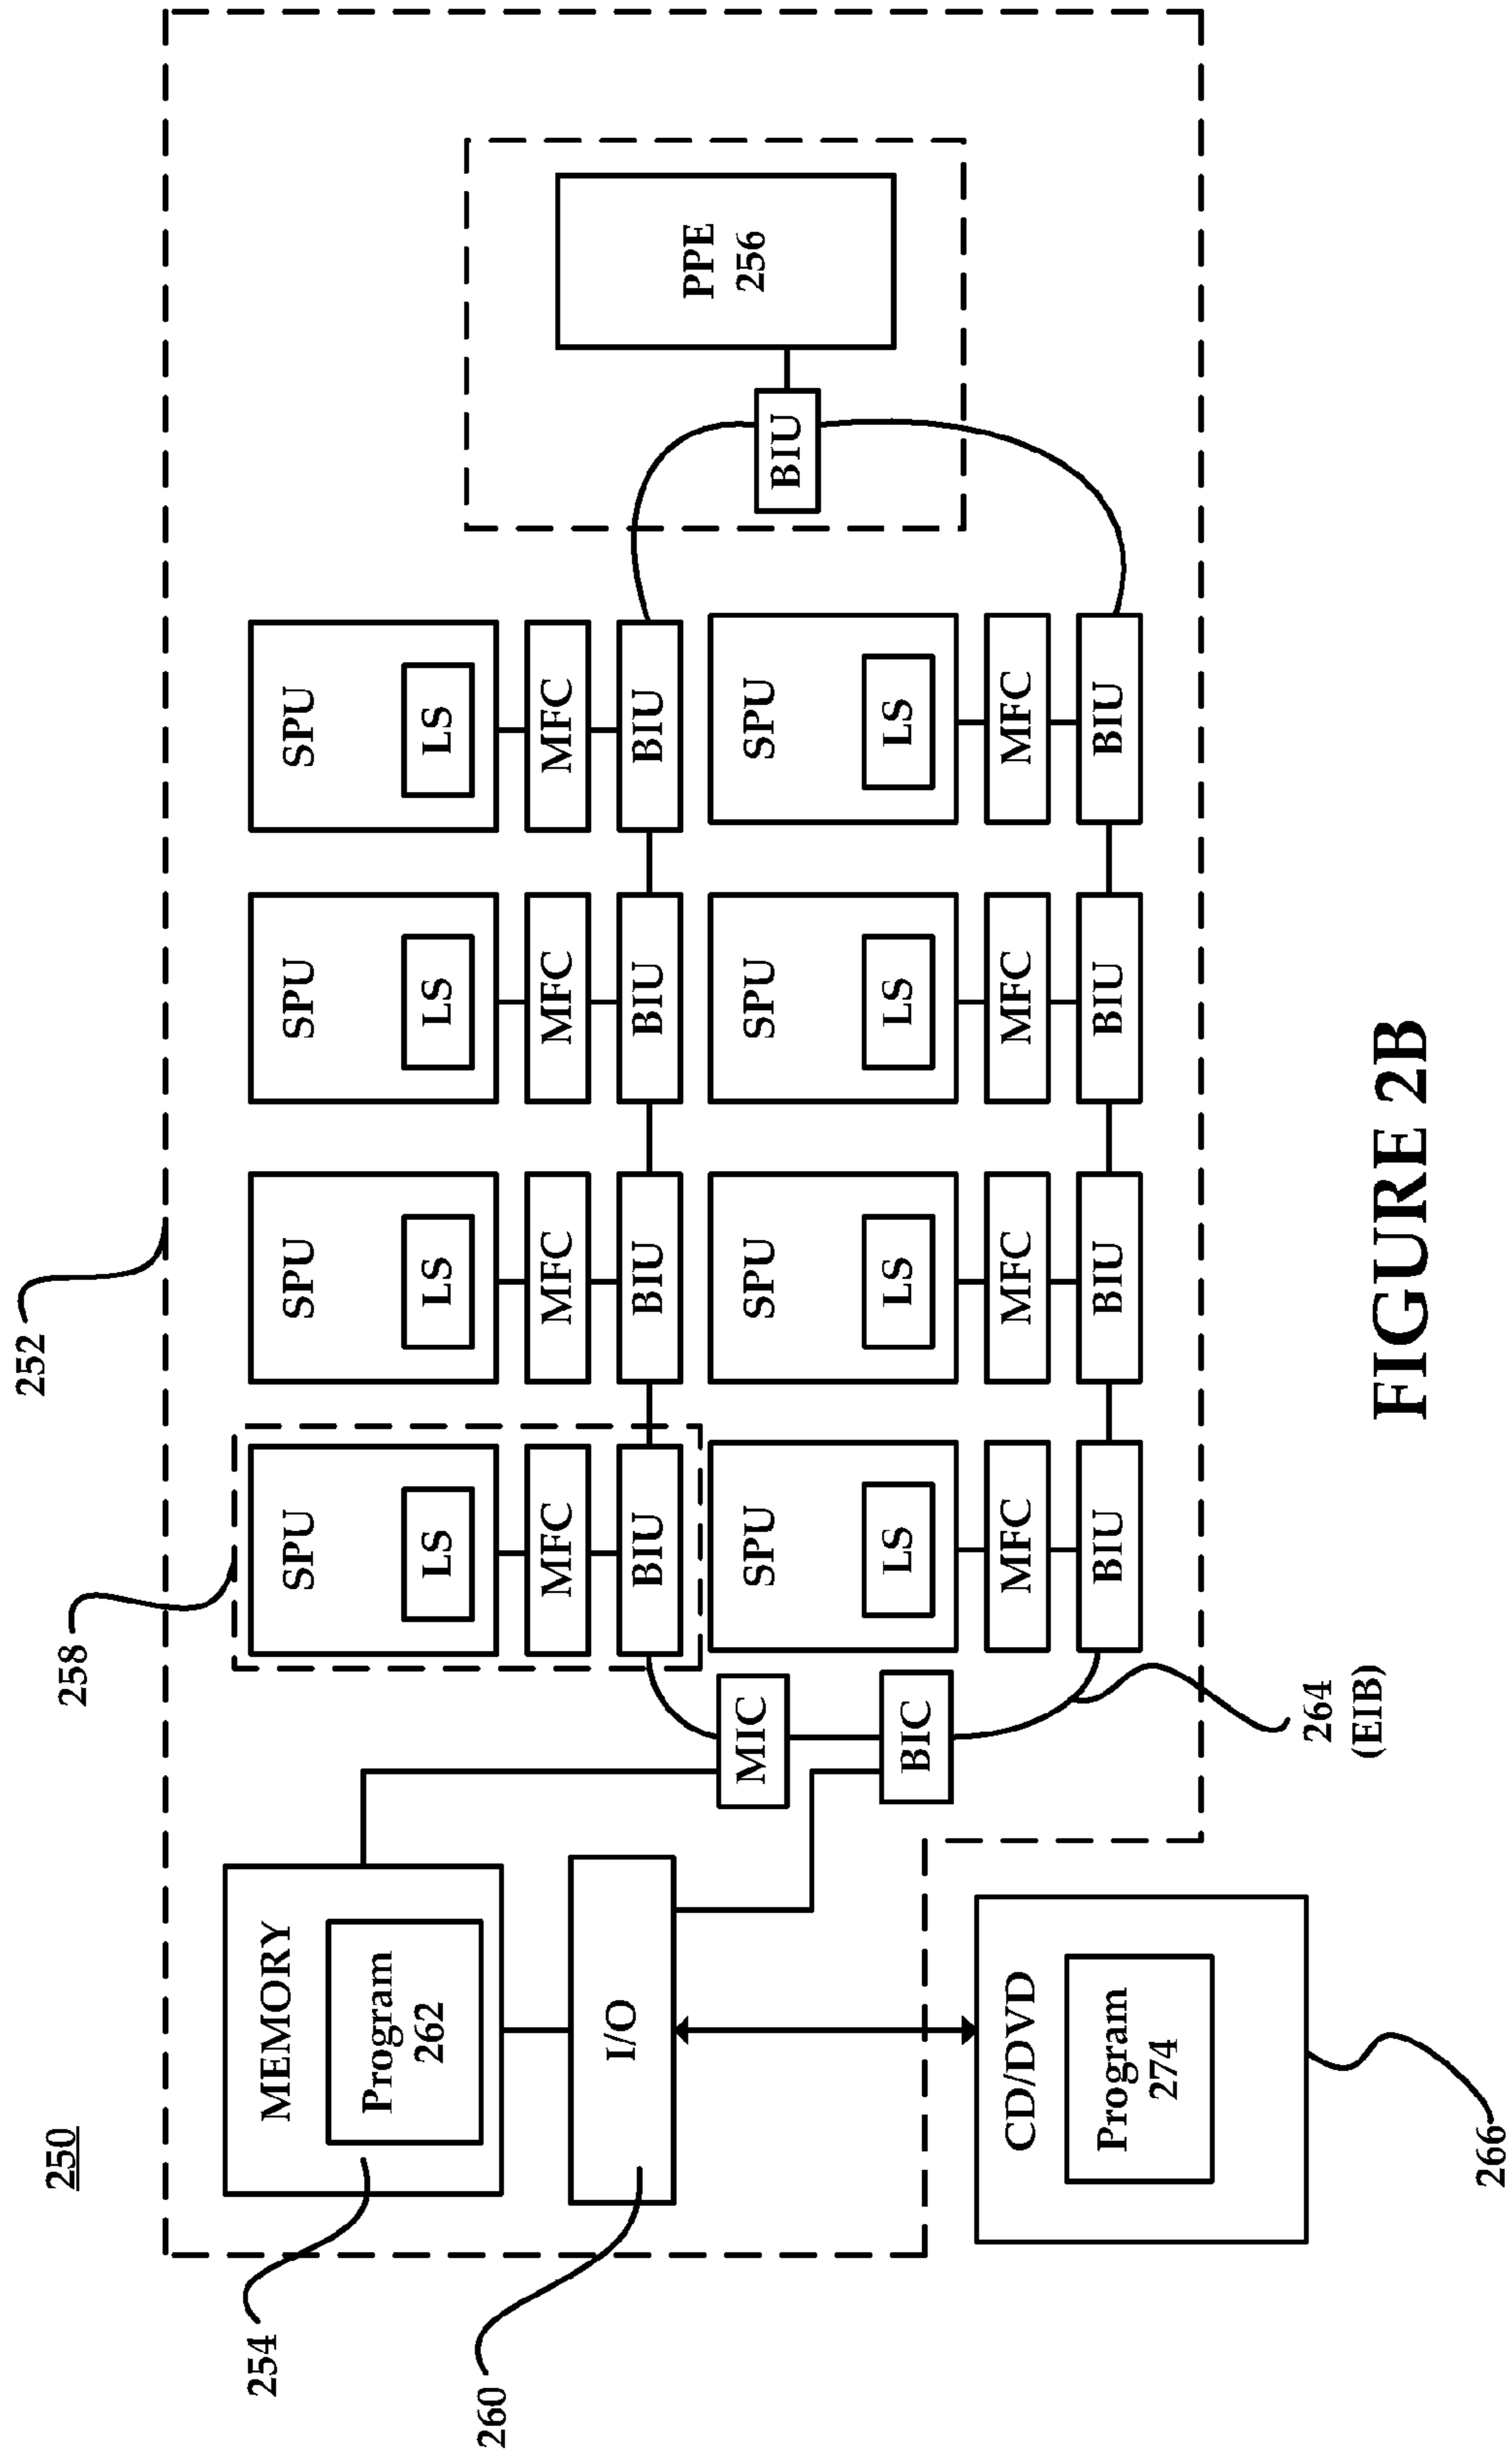 250
252
258
254
MEMORY
Program
262
260
I/O
SPU
LS
MFC
BIU
SPU
LS
MFC
BIU
SPU
LS
MFC
BIU
SPU
LS
MFC
BIU
MIC
BIC
SPU
LS
MFC
BIU
SPU
LS
MFC
BIU
SPU
LS
MFC
BIU
SPU
LS
MFC
BIU
BIU
PPE
256
CD/DVD
Program
274
266
264
(EIB)
FIGURE 2B